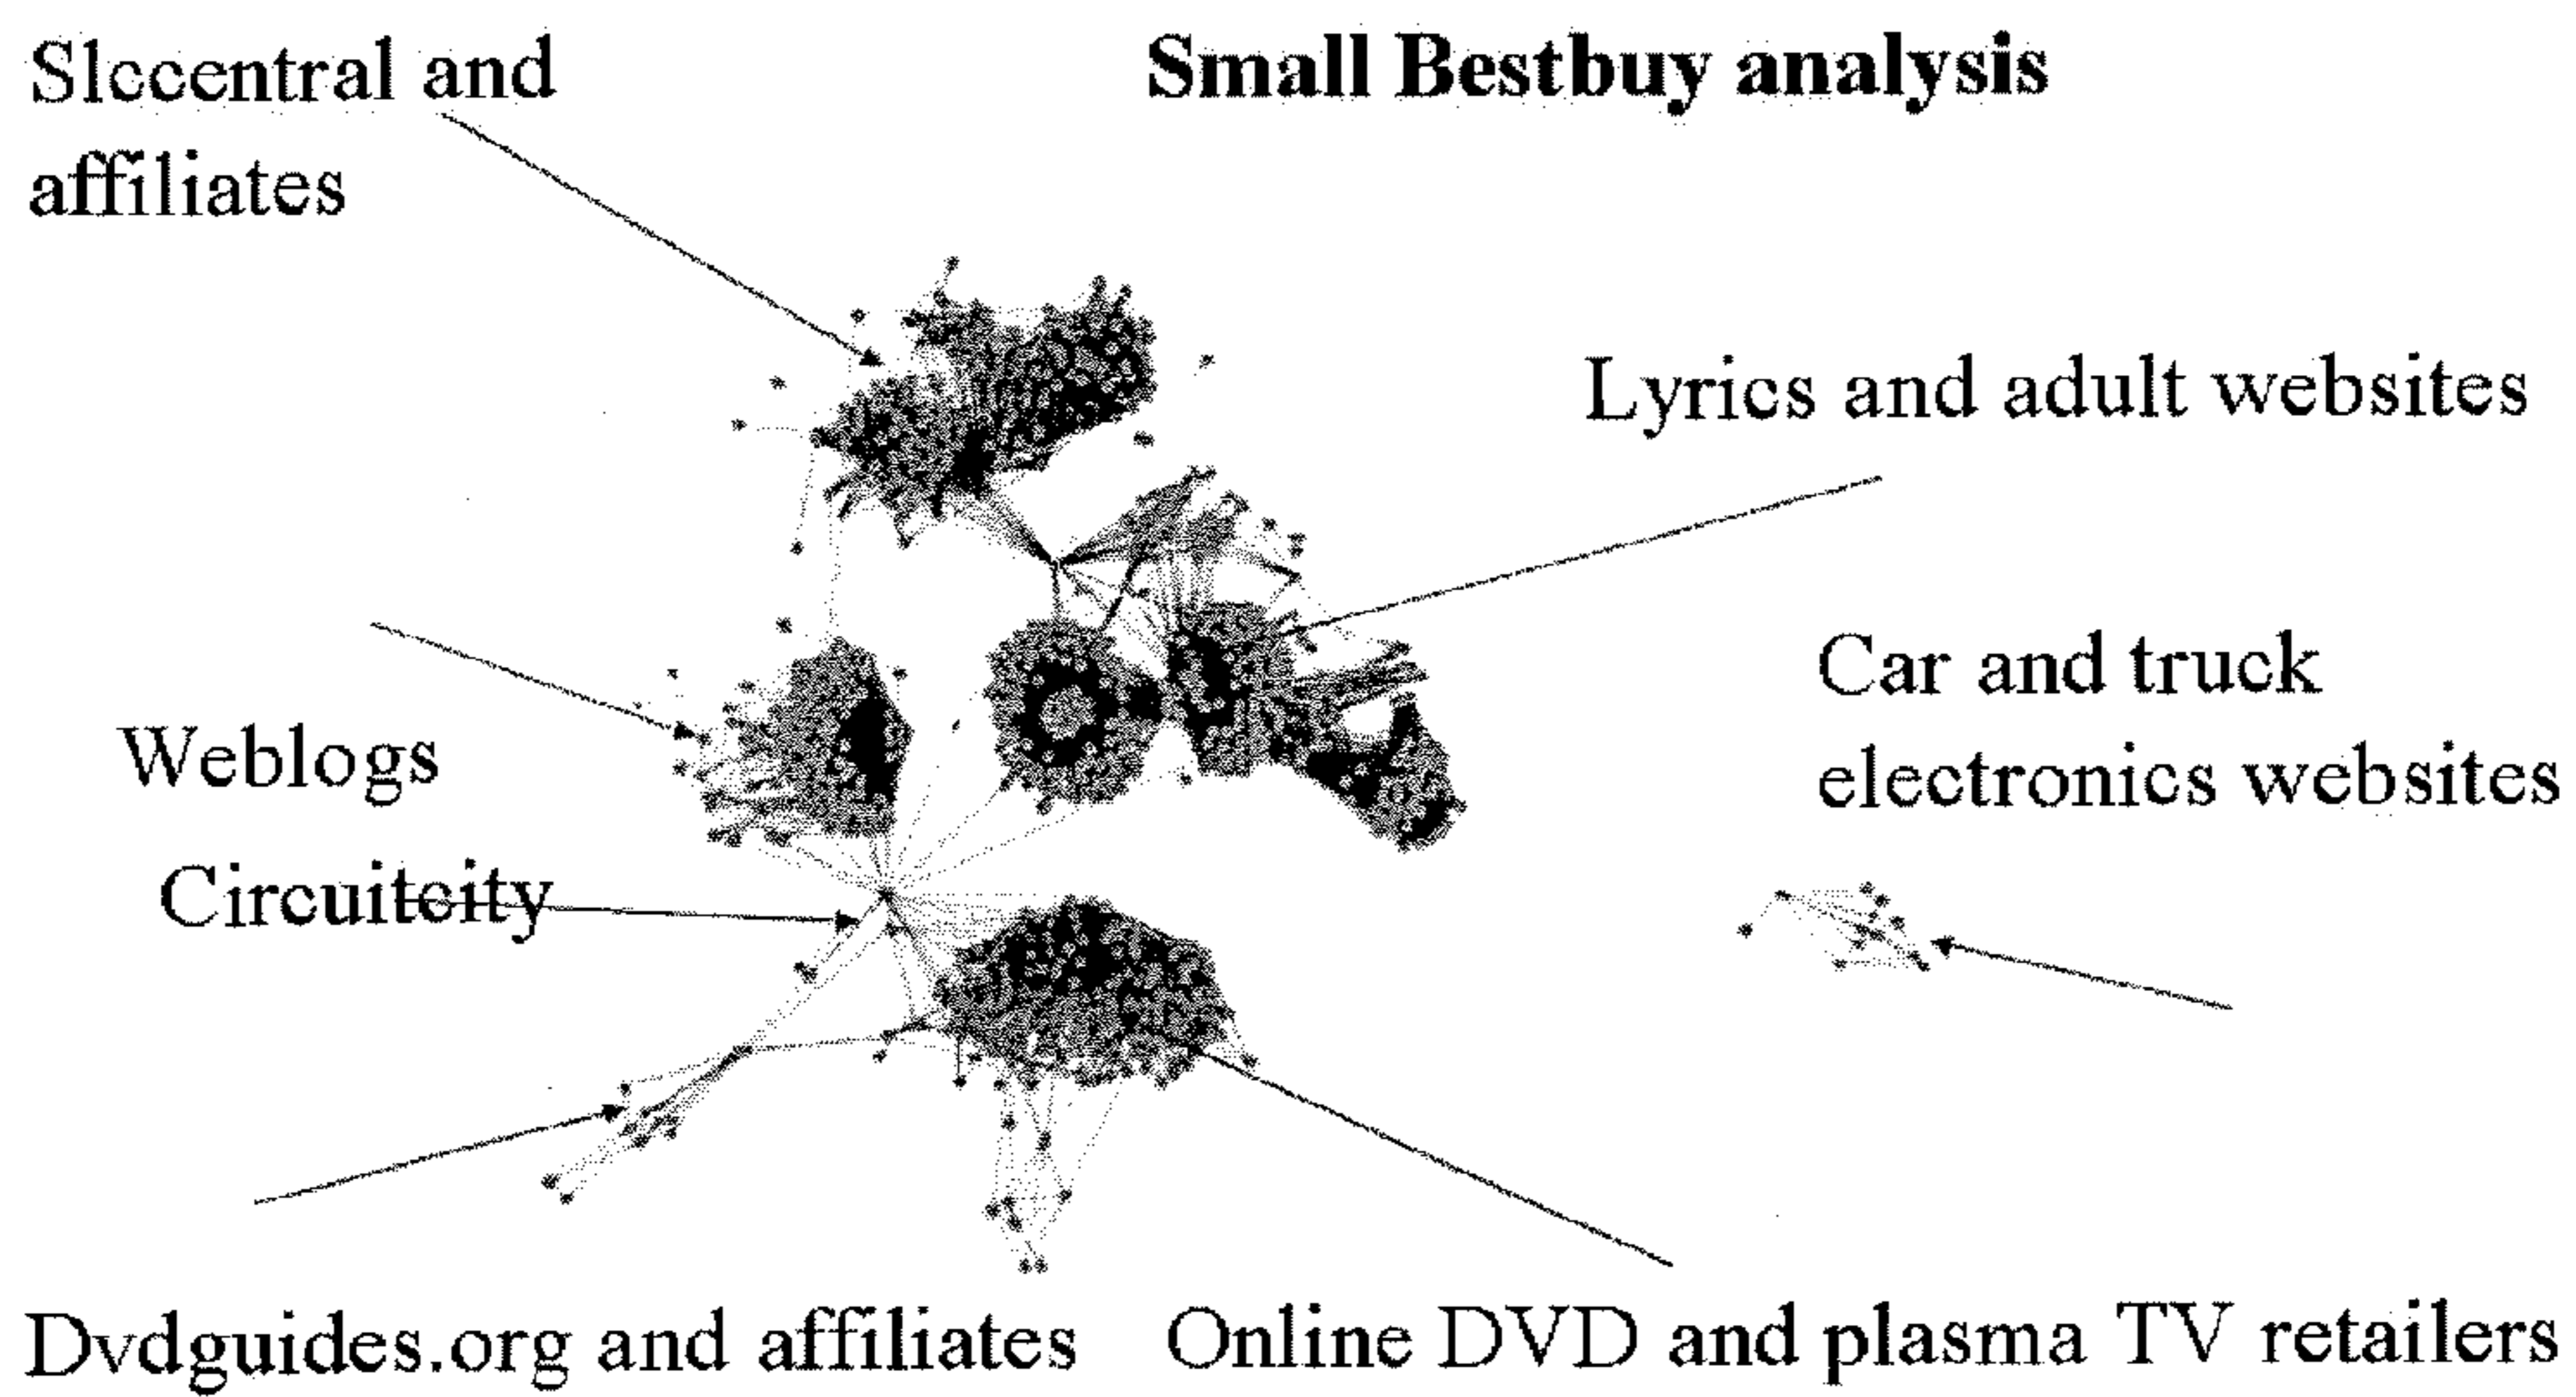 Small Bestbuy analysis
Slccentral and
affiliates
Lyrics and adult websites
Car and truck
electronics websites
Weblogs
Circuitcity
Dvdguides.org and affiliates
Online DVD and plasma TV retailers